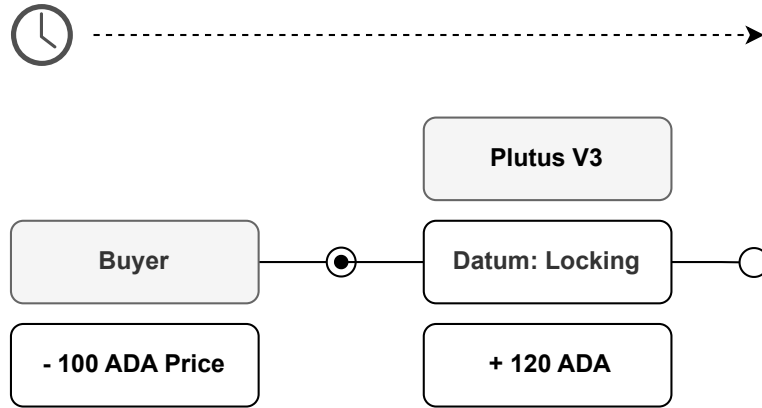 Plutus V3
Buyer
Datum: Locking
- 100 ADA Price
+ 120 ADA